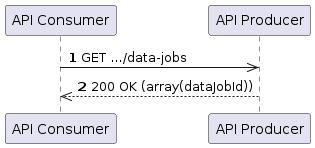 API Consumer API Producer
1 GET .../data-jobs
2 200 OK (array(dataJobId))
API Consumer API Producer